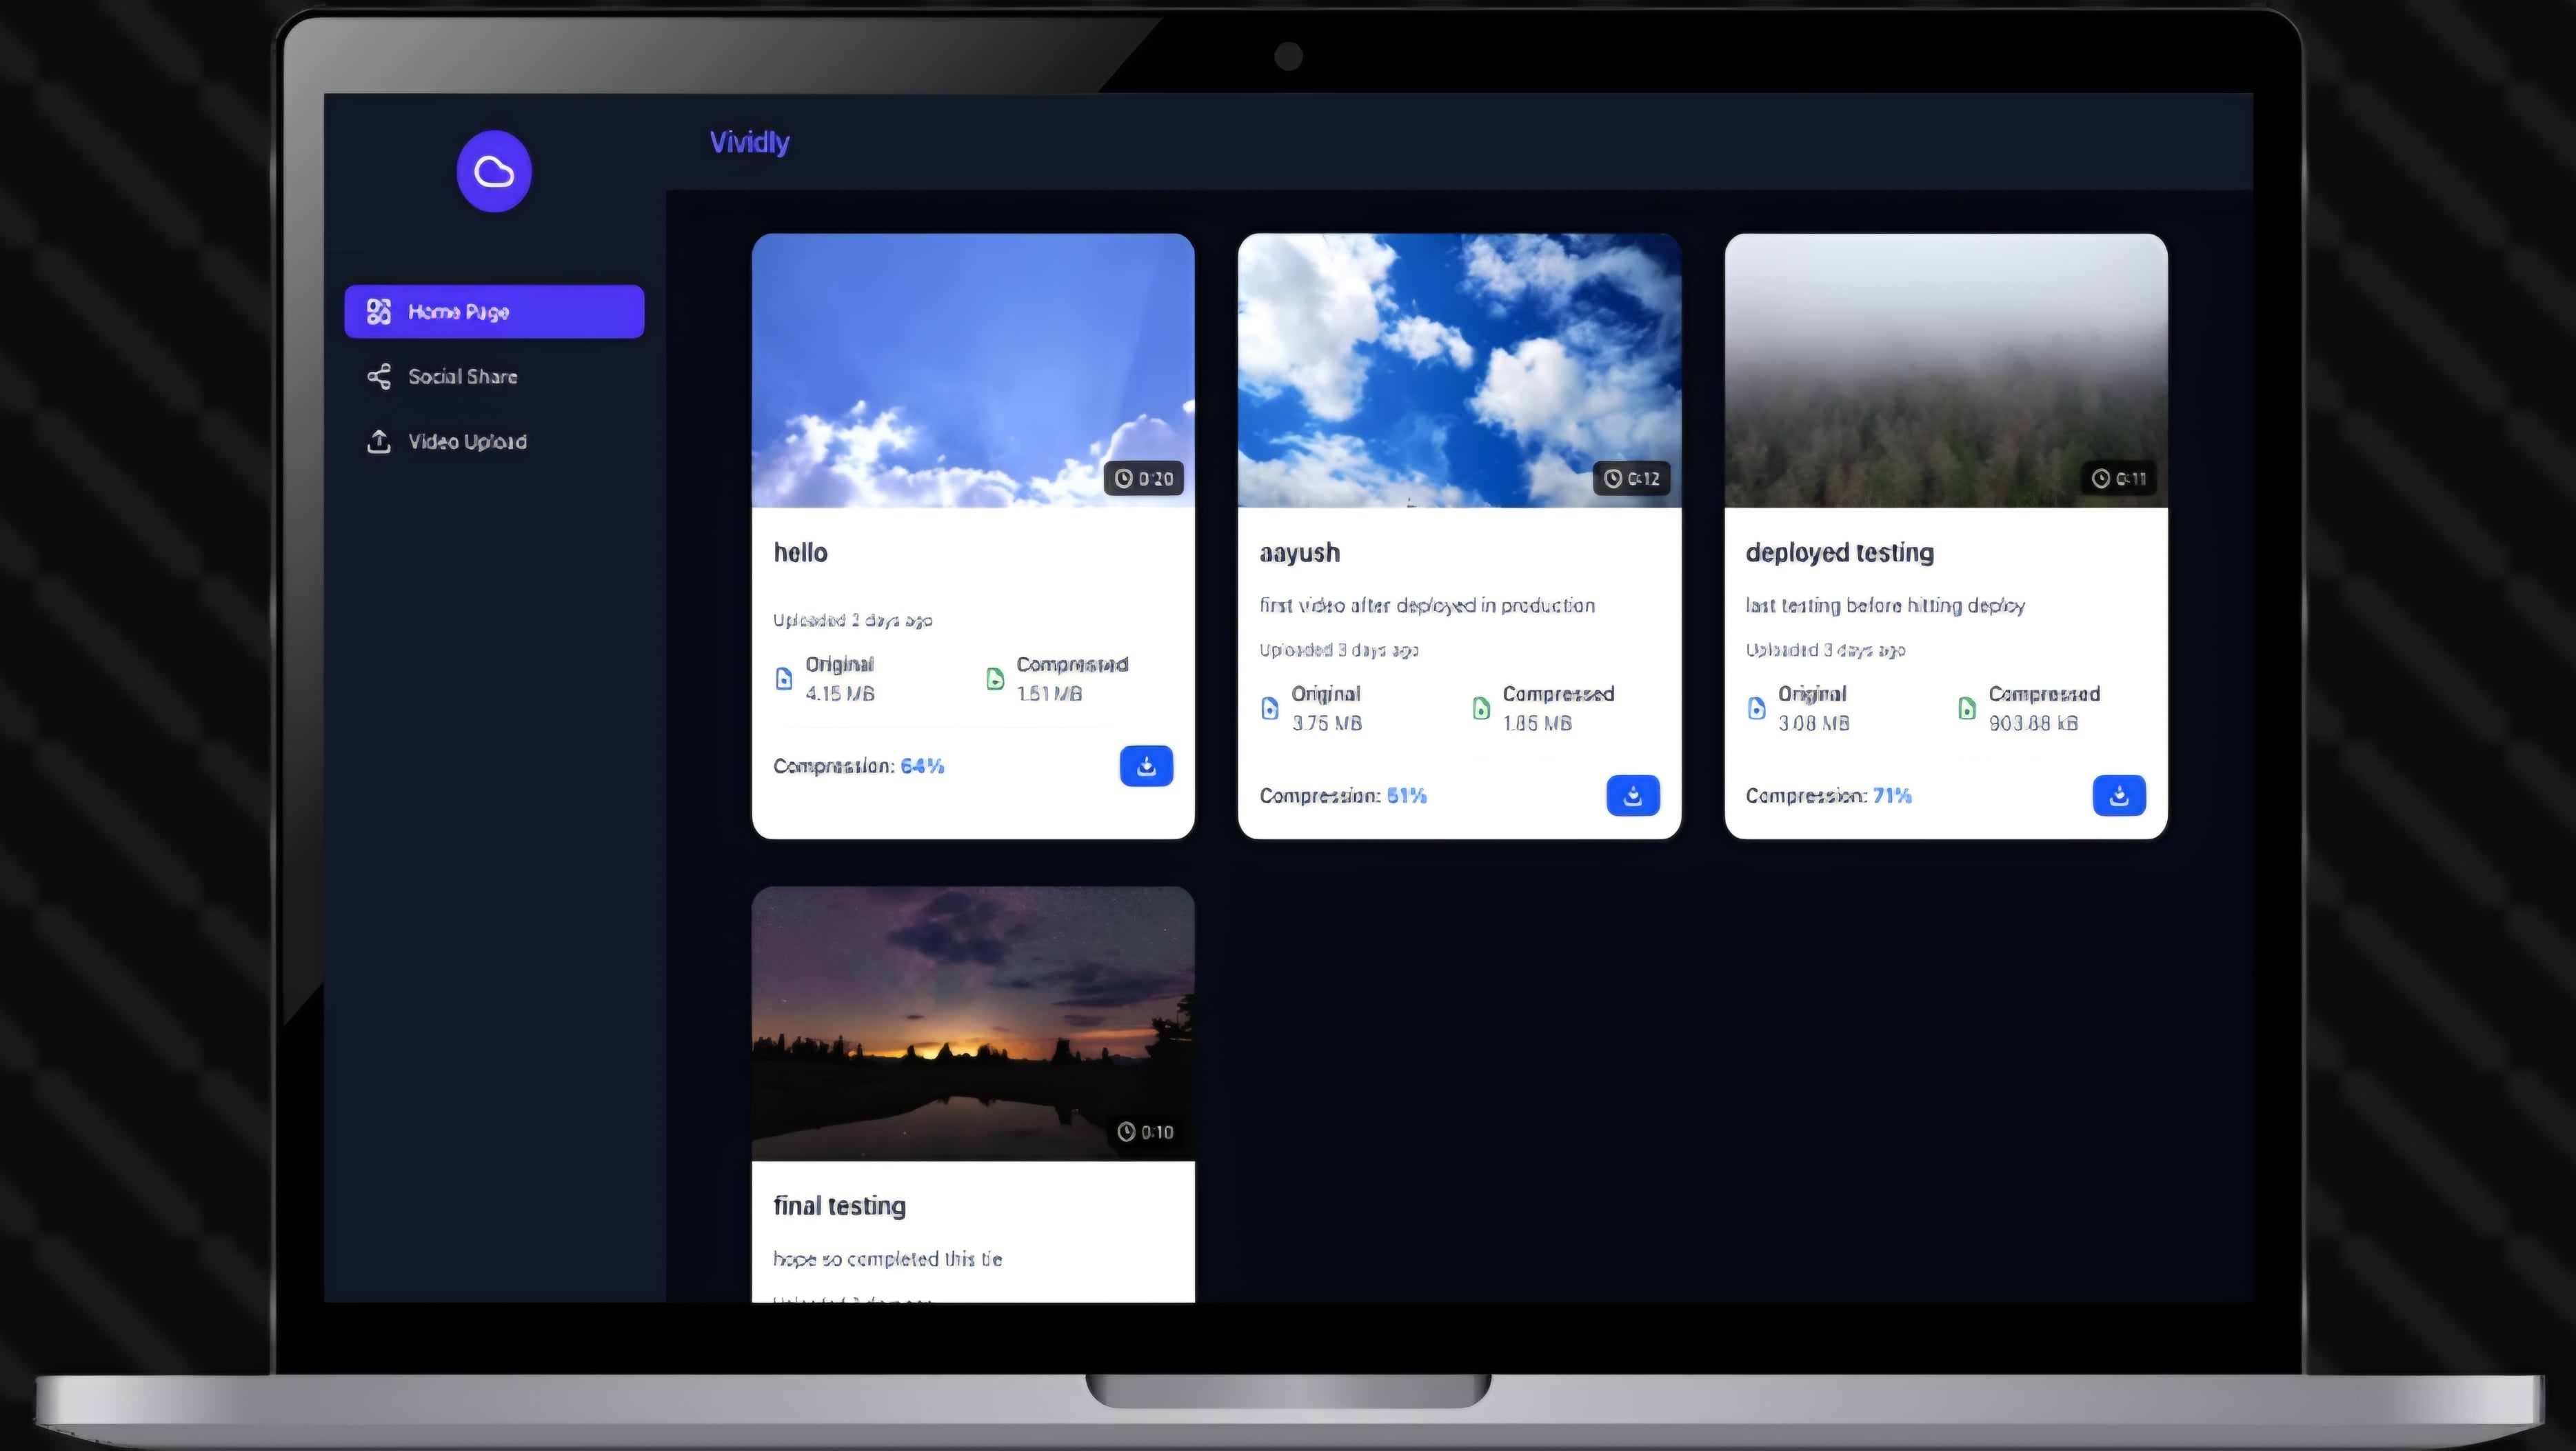 Vividly
Home Page
Social Share
Video Upload
0:20
hello
Uploaded 2 days ago
Original
4.15 MB
Compressed
1.51 MB
Compression: 64%
0:12
aayush
first video after deployed in production
Uploaded 3 days ago
Original
3.75 MB
Compressed
1.85 MB
Compression: 51%
0:11
deployed testing
last testing before hitting deploy
Uploaded 3 days ago
Original
3.08 MB
Compressed
kB
Compression: 71%
0:10
final testing
hope so completed this tie